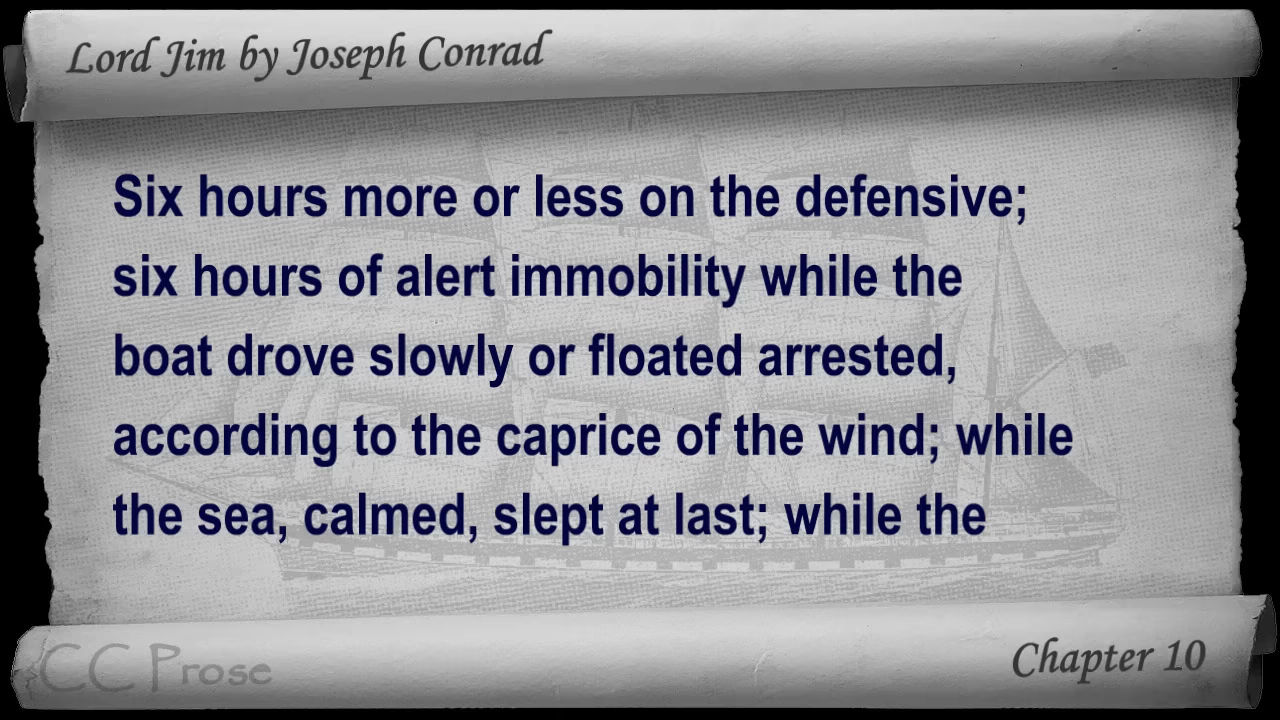 Lord Jim by Joseph Conrad
Six hours more or less on the defensive;
six hours of alert immobility while the
boat drove slowly or floated arrested,
according to the caprice of the wind; while
the sea, calmed, slept at last; while the
CC Prose
Chapter 10